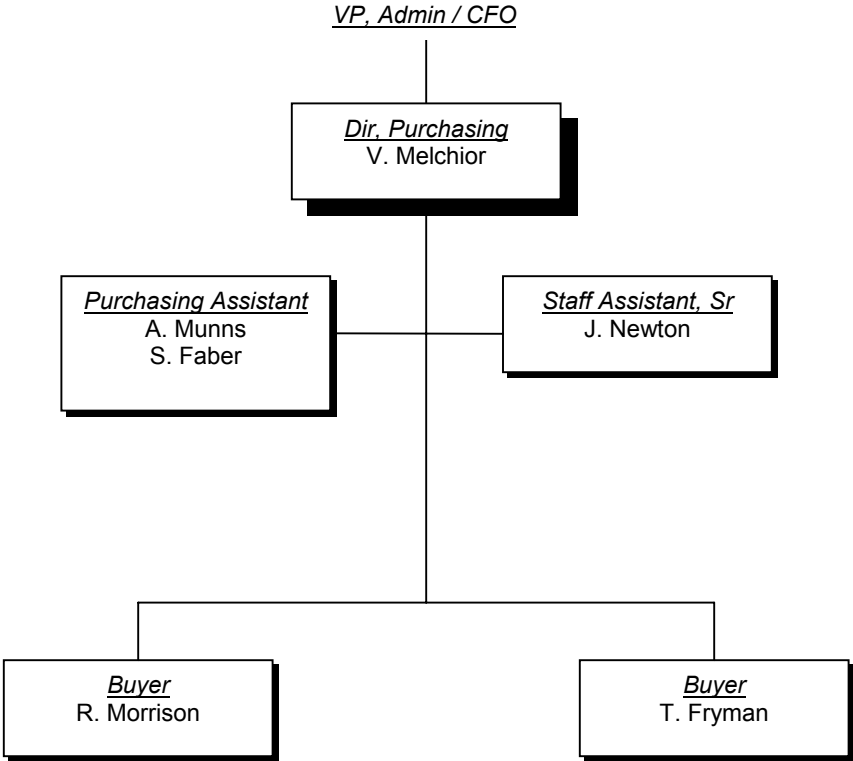 VP, Admin / CFO
Dir, Purchasing
V. Melchior
Purchasing Assistant
A. Munns
S. Faber
Staff Assistant, Sr
J. Newton
Buyer
R. Morrison
Buyer
T. Fryman